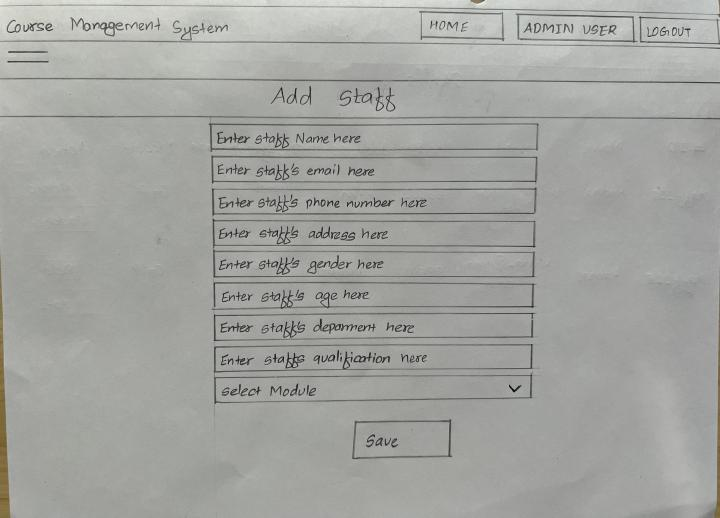 Course Management System HOME ADMIN USER LOGOUT
Add Staff
Enter staff Name here
Enter staff's email here
Enter staff's phone number here
Enter staff's address here
Enter staff's gender here
Enter staff's age here
Enter staff's deparment here
Enter staffs qualification here
Select Module
Save